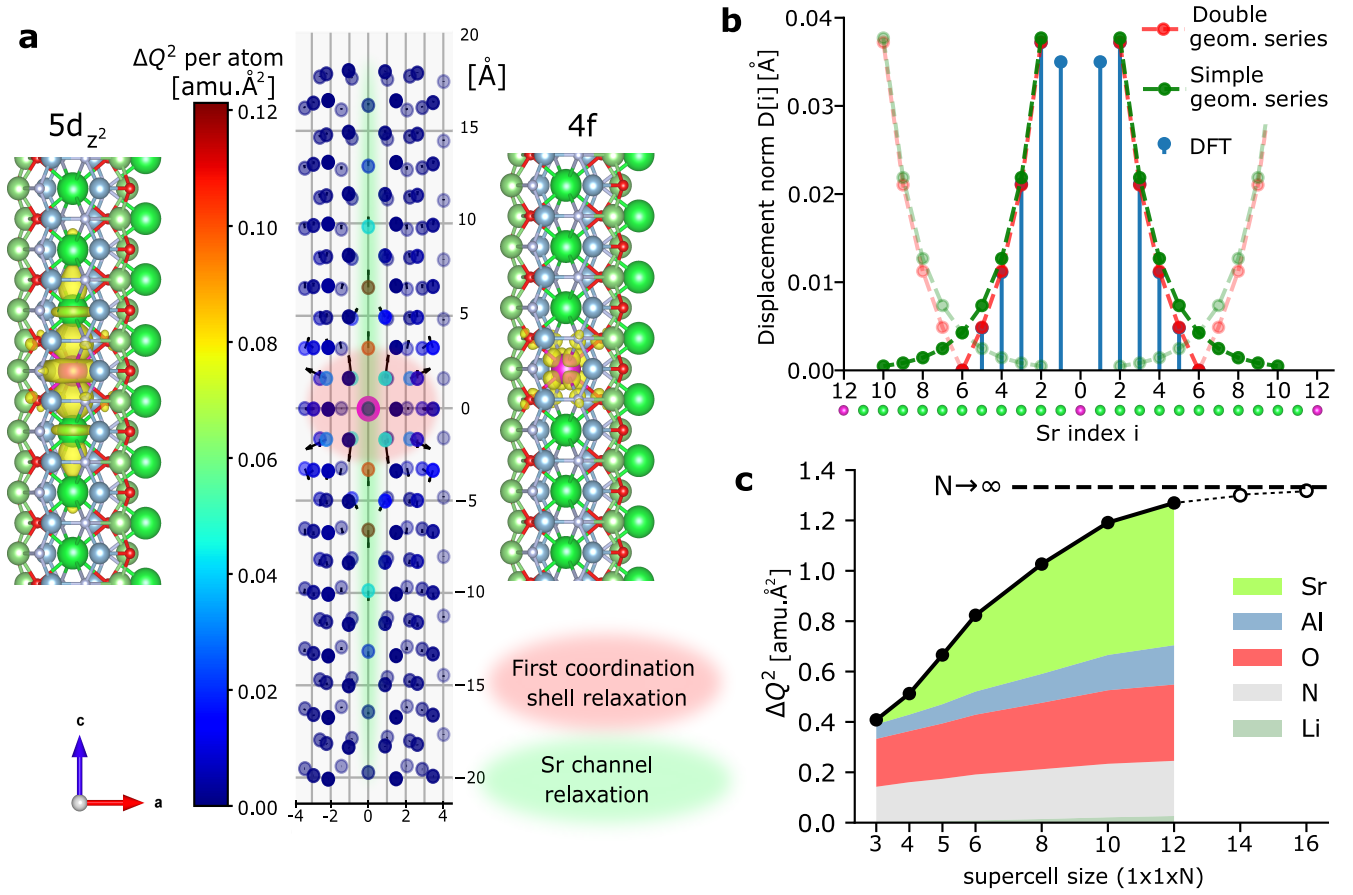 a
ΔQ² per atom
[amu.Å²]
0.12
0.10
0.08
0.06
0.04
0.02
0.00
5d z²
c
a
20
[Å]
15
10
5
0
−5
−10
−15
−20
-4
-2
0
2
4
4f
First coordination
shell relaxation
Sr channel
relaxation
b
Displacement norm D[i] [Å]
0.04
0.03
0.02
0.01
0.00
12 10 8 6 4 2 0 2 4 6 8 10 12
Sr index i
Double
geom. series
Simple
geom. series
DFT
c
ΔQ² [amu.Å²]
1.4
1.2
1.0
0.8
0.6
0.4
0.2
0.0
N→∞
Sr
Al
O
N
Li
3 4 5 6 8 10 12 14 16
supercell size (1x1xN)